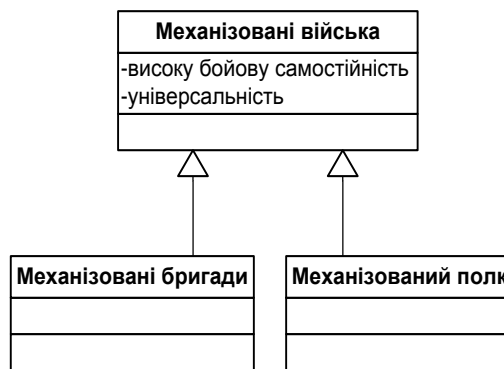 Механізовані війська
-високу бойову самостійність
-універсальність
Механізовані бригади
Механізований полк